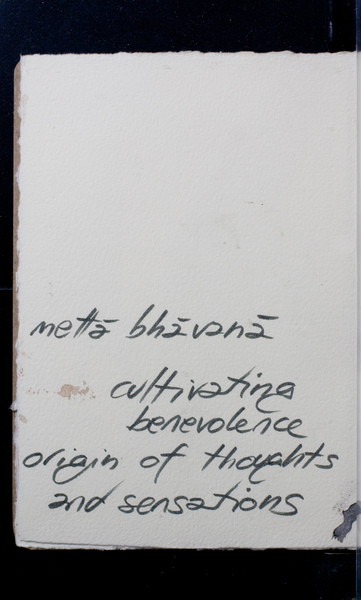 mettā bhāvanā
cultivating
benevolence
origin of thoughts
and sensations